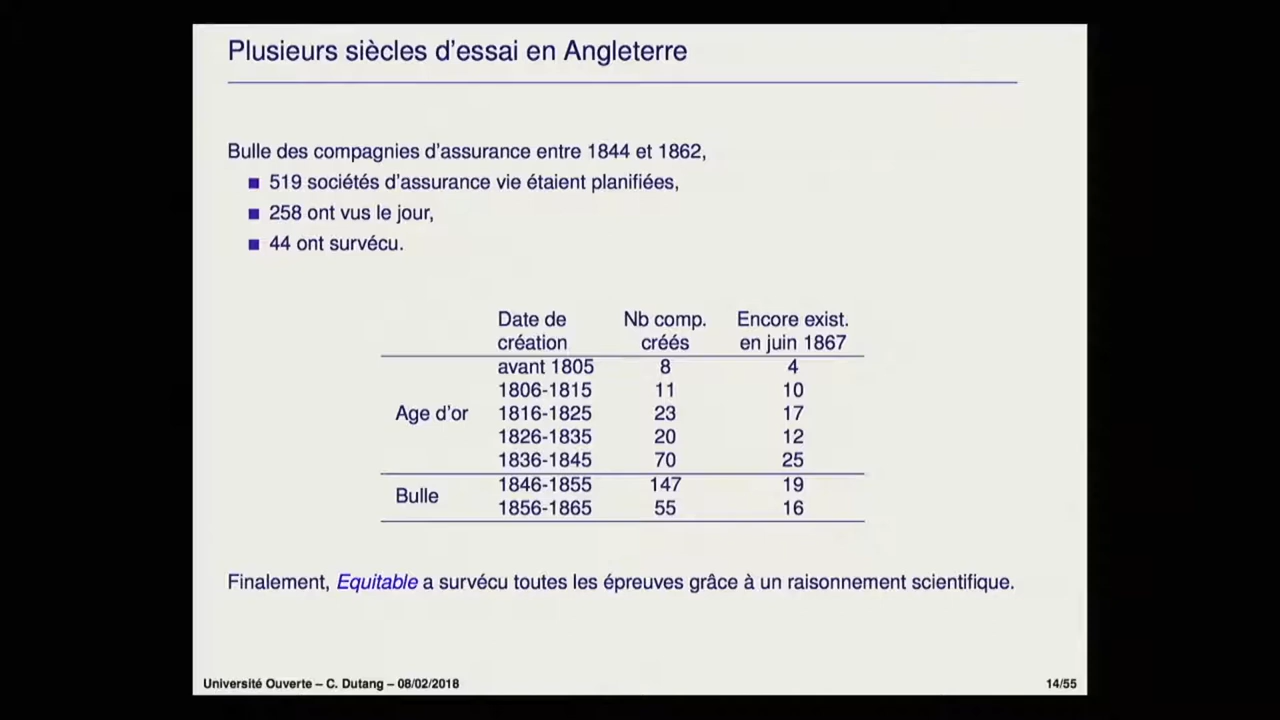 Plusieurs siècles d'essai en Angleterre
Bulle des compagnies d'assurance entre 1844 et 1862,
519 sociétés d'assurance vie étaient planifiées,
258 ont vus le jour,
44 ont survécu.
Date de création Nb comp. créés Encore exist. en juin 1867
avant 1805 8 4
1806-1815 11 10
Age d'or 1816-1825 23 17
1826-1835 20 12
1836-1845 70 25
Bulle 1846-1855 147 19
1856-1865 55 16
Finalement, Equitable a survécu toutes les épreuves grâce à un raisonnement scientifique.
Université Ouverte – C. Dutang – 08/02/2018 14/55